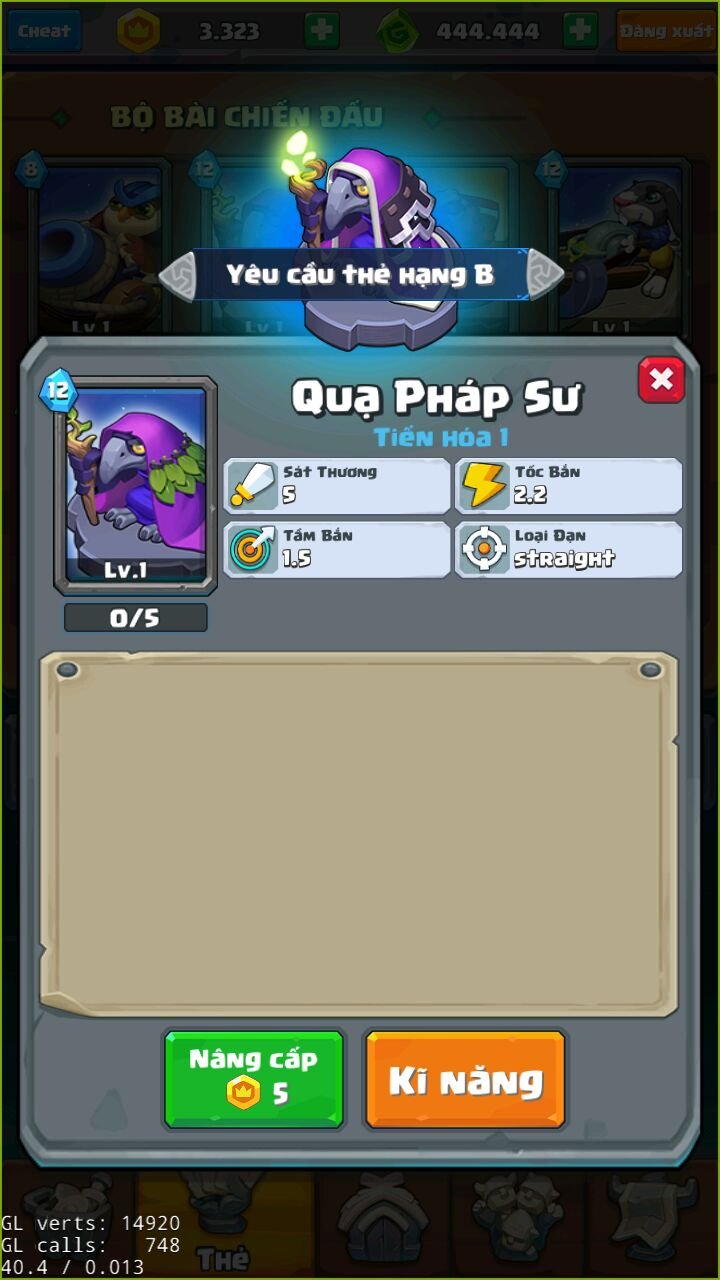 Cheat
3.323
444.444
Đăng xuất
BỘ BÀI CHIẾN ĐẤU
8
12
12
Yêu cầu thẻ hạng B
Lv 1
Lv 1
Lv 1
12
Quạ Pháp Sư
Tiến Hóa 1
Sát Thương
5
Tốc Bắn
2.2
Tầm Bắn
1.5
Loại Đạn
straight
Lv.1
0/5
Nâng cấp
5
Kĩ năng
Thẻ
GL verts: 14920
GL calls: 748
40.4 / 0.013